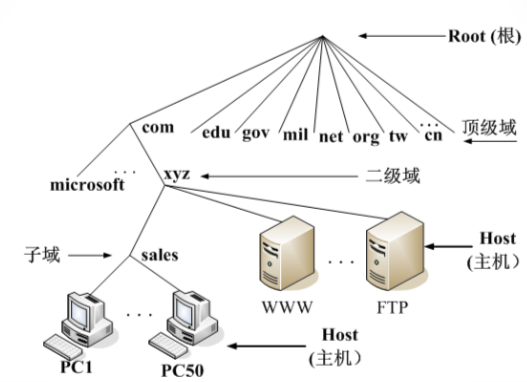 Root (根)
com edu gov mil net org tw ... cn
顶级域
microsoft ... xyz
二级域
子域
sales
...
WWW ... FTP
Host
(主机)
...
PC1 PC50
Host
(主机)